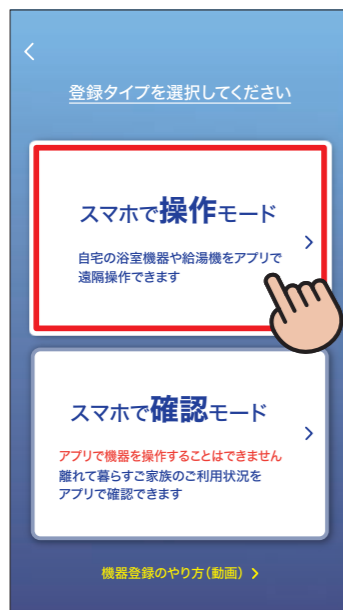 登録タイプを選択してください
スマホで操作モード
自宅の浴室機器や給湯機をアプリで
遠隔操作できます
スマホで確認モード
アプリで機器を操作することはできません
離れて暮らすご家族のご利用状況を
アプリで確認できます
機器登録のやり方(動画)